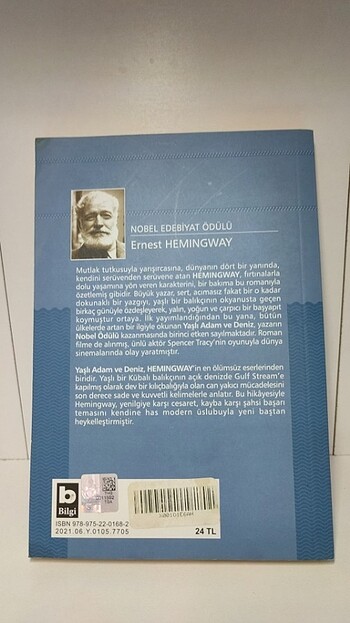 NOBEL EDEBİYAT ÖDÜLÜ
Ernest HEMINGWAY
Mutlak tutkusuyla yarışırcasına, dünyanın dört bir yanında,
kendini serüvenden serüvene atan HEMINGWAY, fırtınalarla
dolu yaşamına yön veren karakterini, bir bakıma bu romanıyla
özetlemiş gibidir. Büyük yazar, sert, acımasız fakat bir o kadar
dokunaklı bir yazgıyı, yaşlı bir balıkçının okyanusta geçen
birkaç günüyle özdeşleyerek, yalın, yoğun ve çarpıcı bir başyapıt
koymuştur ortaya. İlk yayımlandığından bu yana, bütün
ülkelerde artan bir ilgiyle okunan Yaşlı Adam ve Deniz, yazarın
Nobel Ödülü kazanmasında birinci etken sayılmaktadır. Roman
filme de alınmış, ünlü aktör Spencer Tracy'nin oyunuyla dünya
sinemalarında olay yaratmıştır.
Yaşlı Adam ve Deniz, HEMINGWAY'in en ölümsüz eserlerinden
biridir. Yaşlı bir Kübalı balıkçının açık denizde Gulf Stream'e
kapılmış olarak dev bir kılıçbalığıyla olan can yakıcı mücadelesini
son derece sade ve kuvvetli kelimelerle anlatır. Bu hikâyesiyle
Hemingway, yenilgiye karşı cesaret, kayba karşı şahsi başarı
temasını kendine has modern üslubuyla yeni baştan
heykelleştirmiştir.
b
Bilgi
ISBN 978-975-22-0168-2
2021.06.Y.0105.7705
24 TL